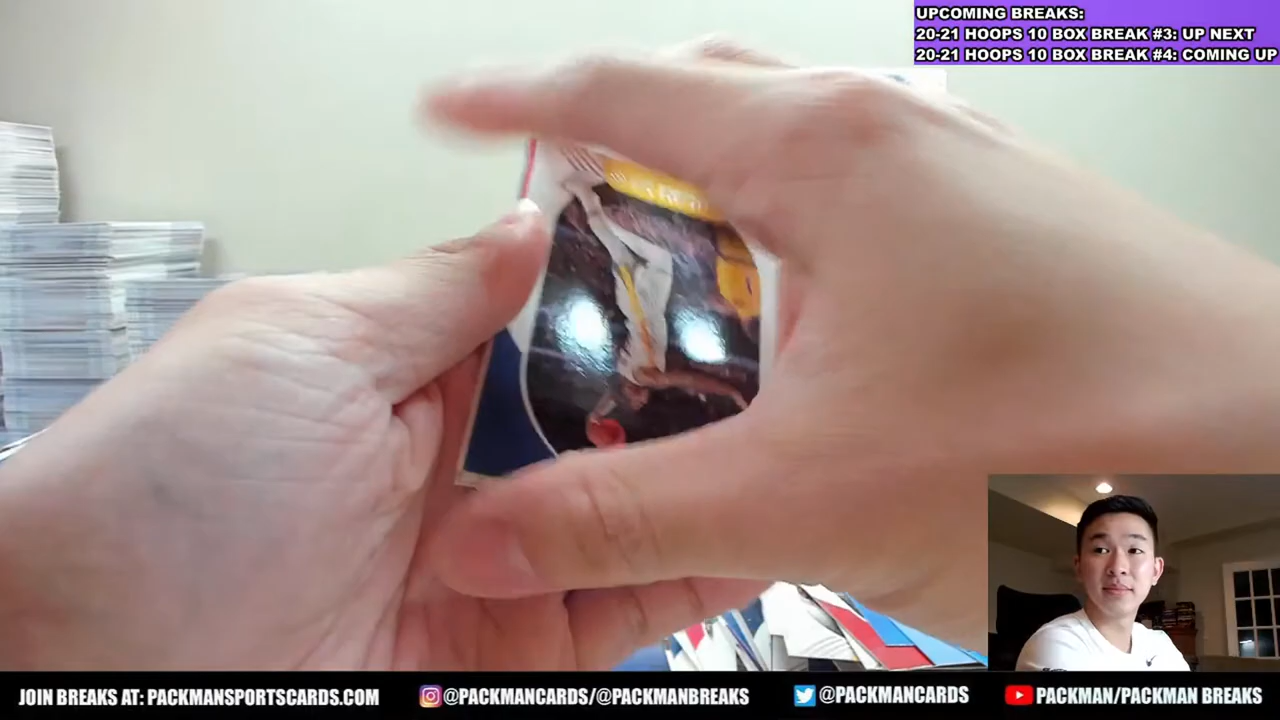 UPCOMING BREAKS:
20-21 HOOPS 10 BOX BREAK #3: UP NEXT
20-21 HOOPS 10 BOX BREAK #4: COMING UP
JOIN BREAKS AT: PACKMANSPORTSCARDS.COM
@PACKMANCARDS/@PACKMANBREAKS
@PACKMANCARDS
PACKMAN/PACKMAN BREAKS